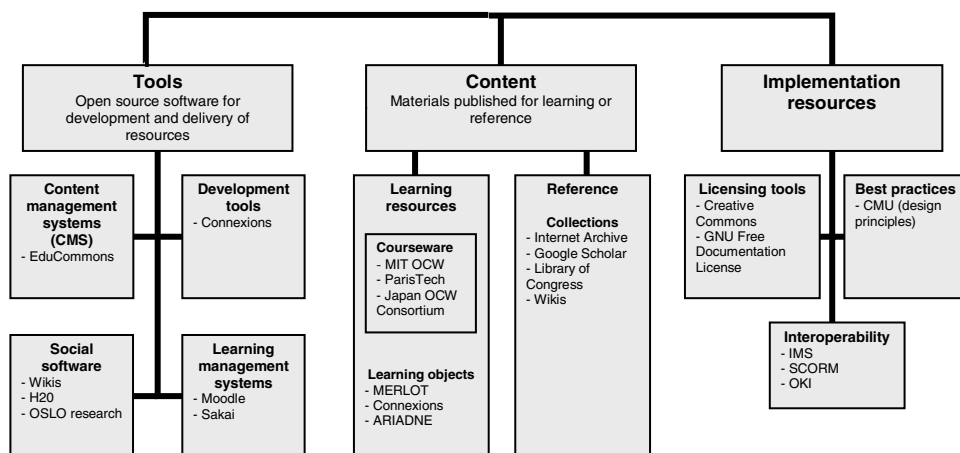 Tools
Open source software for
development and delivery of
resources
Content
Materials published for learning or
reference
Implementation
resources
Content
management
systems
(CMS)
- EduCommons
Development
tools
- Connexions
Social
software
- Wikis
- H20
- OSLO research
Learning
management
systems
- Moodle
- Sakai
Learning
resources
Courseware
- MIT OCW
- ParisTech
- Japan OCW
Consortium
Learning objects
- MERLOT
- Connexions
- ARIADNE
Reference
Collections
- Internet Archive
- Google Scholar
- Library of
Congress
- Wikis
Licensing tools
- Creative
Commons
- GNU Free
Documentation
License
Best practices
- CMU (design
principles)
Interoperability
- IMS
- SCORM
- OKI